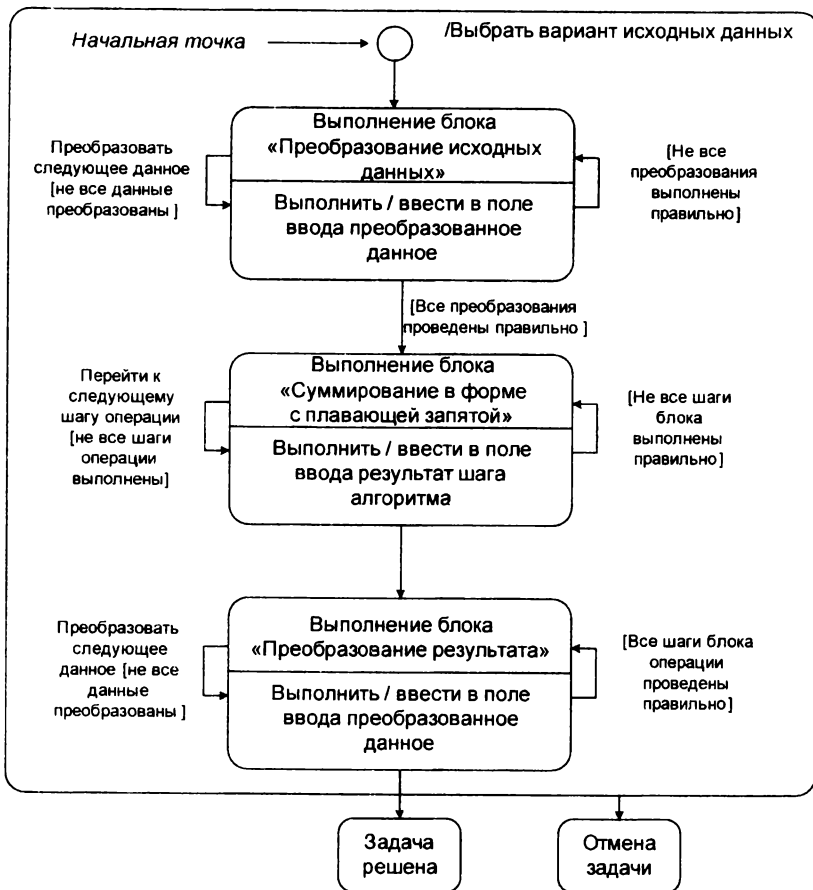 Начальная точка
/Выбрать вариант исходных данных
Выполнение блока
«Преобразование исходных
данных»
Выполнить / ввести в поле
ввода преобразованное
данное
Преобразовать
следующее данное
[не все данные
преобразованы ]
[Не все
преобразования
выполнены
правильно]
[Все преобразования
проведены правильно ]
Выполнение блока
«Суммирование в форме
с плавающей запятой»
Выполнить / ввести в поле
ввода результат шага
алгоритма
Перейти к
следующему
шагу операции
[не все шаги
операции
выполнены]
[Не все шаги
блока
выполнены
правильно]
Выполнение блока
«Преобразование результата»
Выполнить / ввести в поле
ввода преобразованное
данное
Преобразовать
следующее
данное [не все
данные
преобразованы ]
[Все шаги блока
операции
проведены
правильно]
Задача
решена
Отмена
задачи